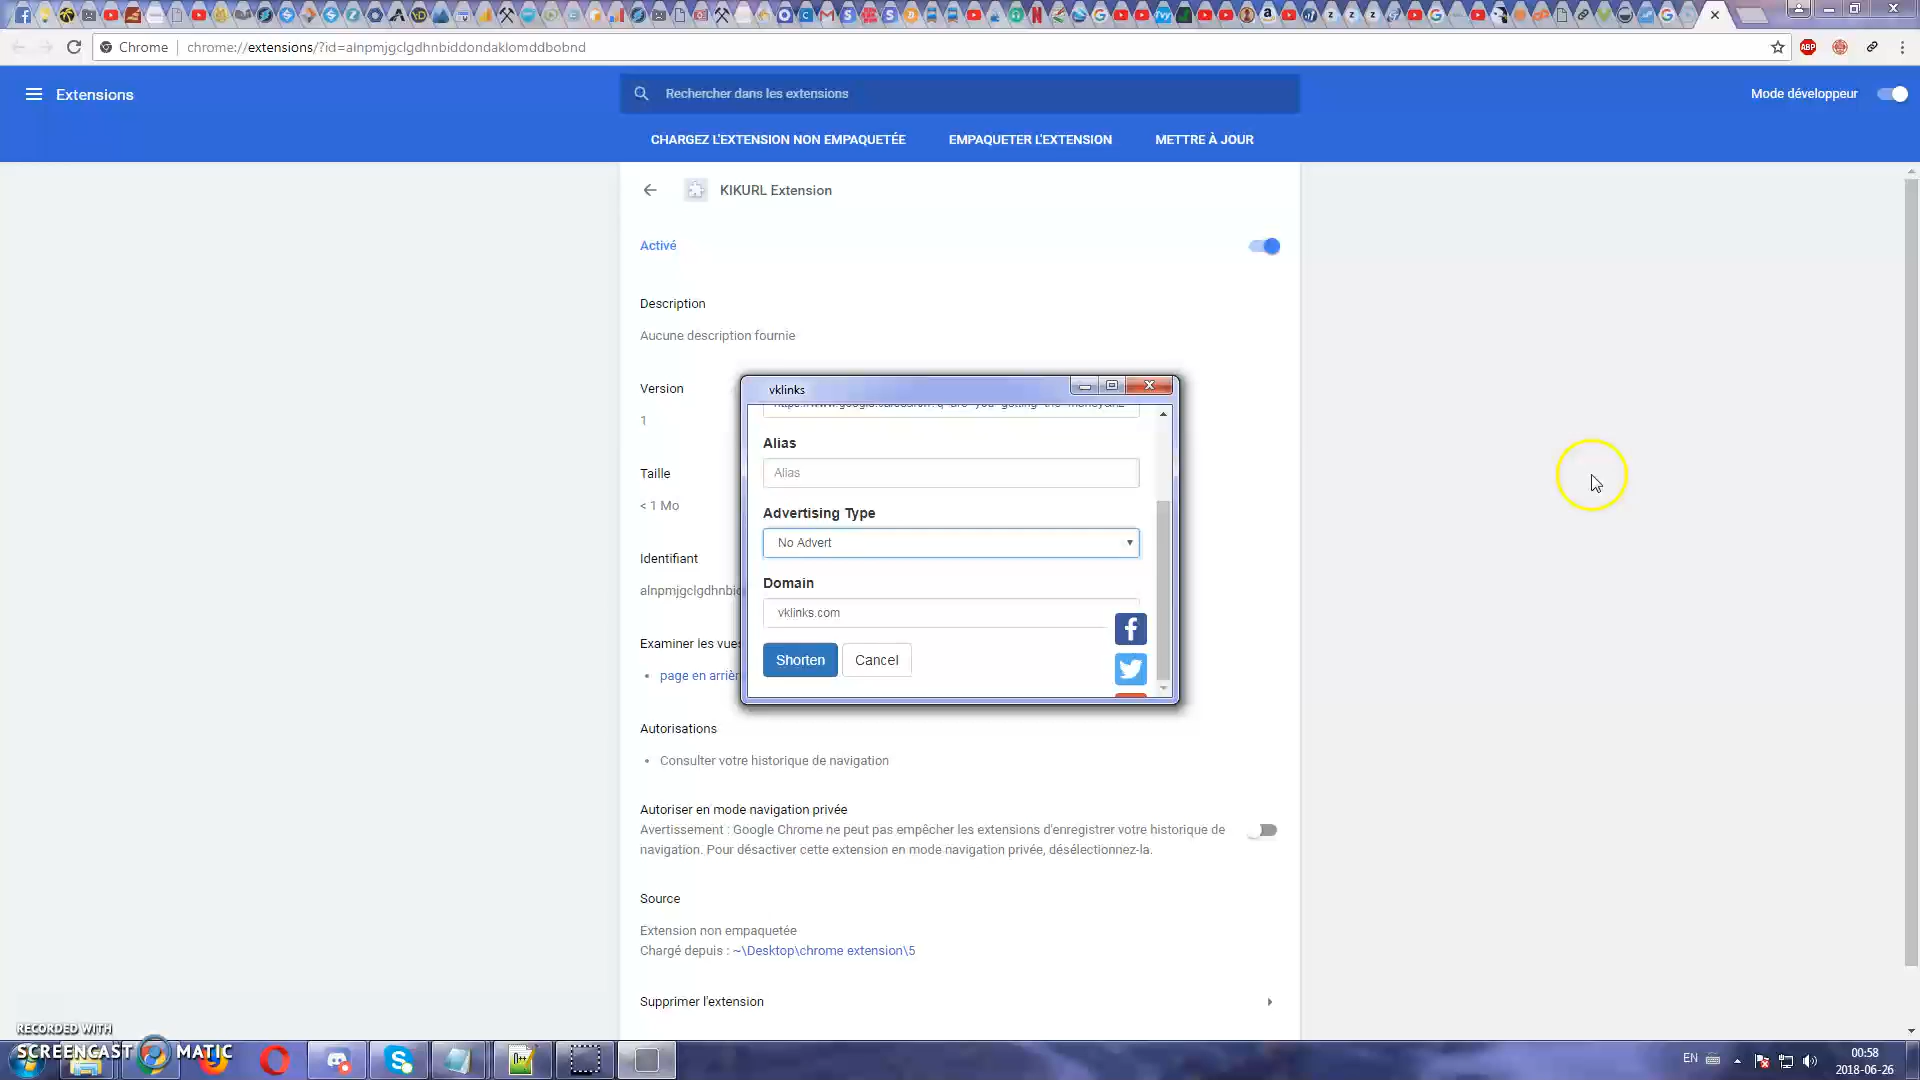 Chrome
chrome://extensions/?id=alnpmjgclgdhnbiddondaklomddbobnd
ABP
Extensions
Rechercher dans les extensions
Mode développeur
CHARGEZ L'EXTENSION NON EMPAQUETÉE
EMPAQUETER L'EXTENSION
METTRE À JOUR
KIKURL Extension
Activé
Description
Aucune description fournie
Version
1
Taille
< 1 Mo
Identifiant
alnpmjgclgdhnbid
Examiner les vues
page en arrièr
vklinks
Alias
Alias
Advertising Type
No Advert
Domain
vklinks.com
Shorten
Cancel
Autorisations
Consulter votre historique de navigation
Autoriser en mode navigation privée
Avertissement : Google Chrome ne peut pas empêcher les extensions d'enregistrer votre historique de
navigation. Pour désactiver cette extension en mode navigation privée, désélectionnez-la.
Source
Extension non empaquetée
Chargé depuis : ~\Desktop\chrome extension\5
Supprimer l'extension
RECORDED WITH
SCREENCAST MATIC
EN
00:58
2018-06-26